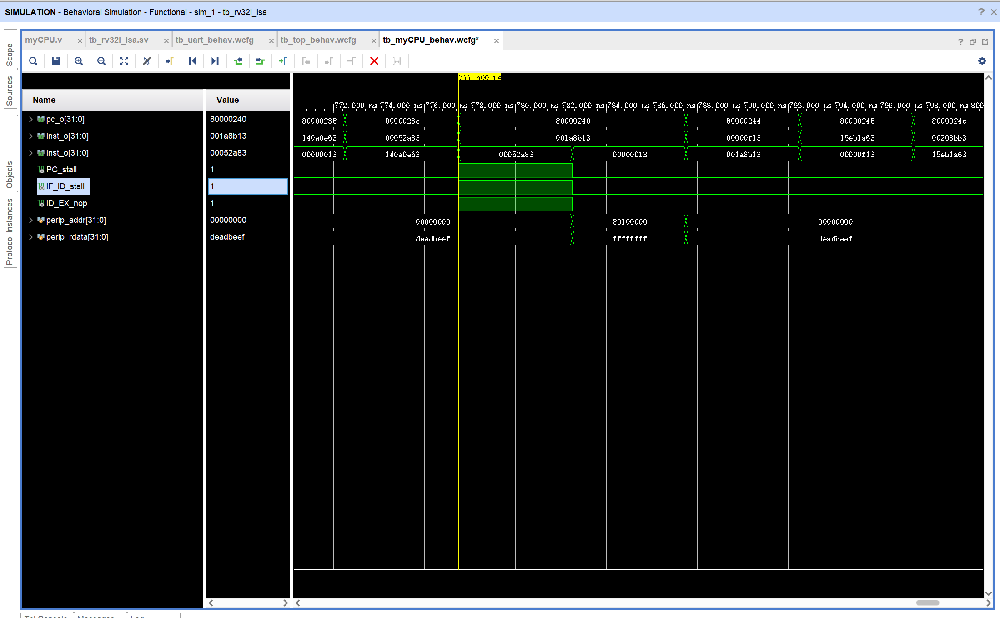 SIMULATION - Behavioral Simulation - Functional - sim_1 - tb_rv32i_isa
Scope
Sources
Objects
Protocol Instances
myCPU.v tb_rv32i_isa.sv tb_uart_behav.wcfg tb_top_behav.wcfg tb_myCPU_behav.wcfg*
777.500 ns
Name Value
772.000 ns 774.000 ns 776.000 ns 778.000 ns 780.000 ns 782.000 ns 784.000 ns 786.000 ns 788.000 ns 790.000 ns 792.000 ns 794.000 ns 796.000 ns 798.000 ns 800
pc_o[31:0] 80000240 80000238 8000023c 80000240 80000244 80000248 8000024c
inst_o[31:0] 001a8b13 140a0e63 00052a83 001a8b13 00000f13 15eb1a63 00208bb3
inst_o[31:0] 00052a83 00000013 140a0e63 00052a83 00000013 001a8b13 00000f13 15eb1a63
PC_stall 1
IF_ID_stall 1
ID_EX_nop 1
perip_addr[31:0] 00000000 00000000 80100000 00000000
perip_rdata[31:0] deadbeef deadbeef ffffffff deadbeef
Tcl Console Messages Log